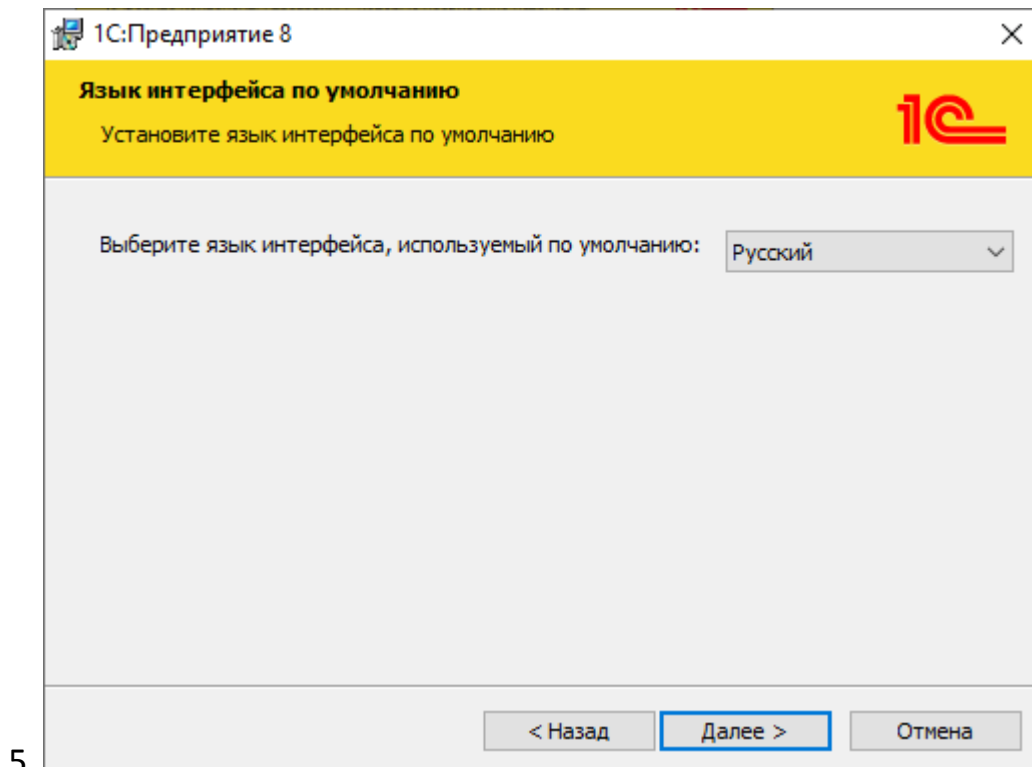 1С:Предприятие 8
Язык интерфейса по умолчанию
1С
Установите язык интерфейса по умолчанию
Выберите язык интерфейса, используемый по умолчанию: Русский
< Назад Далее > Отмена
5